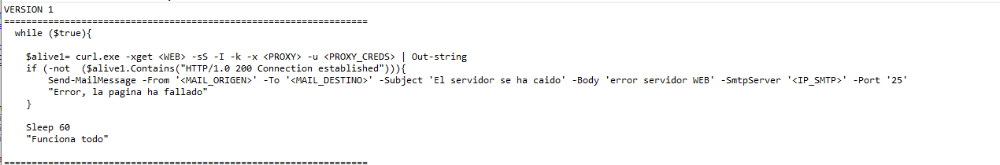 VERSION 1
==================================================================
while ($true){
$alive1= curl.exe -xget <WEB> -sS -I -k -x <PROXY> -u <PROXY_CREDS> | Out-string
if (-not  ($alive1.Contains("HTTP/1.0 200 Connection established"))){
Send-MailMessage -From '<MAIL_ORIGEN>' -To '<MAIL_DESTINO>' -Subject 'El servidor se ha caido' -Body 'error servidor WEB' -SmtpServer '<IP_SMTP>' -Port '25'
"Error, la pagina ha fallado"
}
Sleep 60
"Funciona todo"
==================================================================